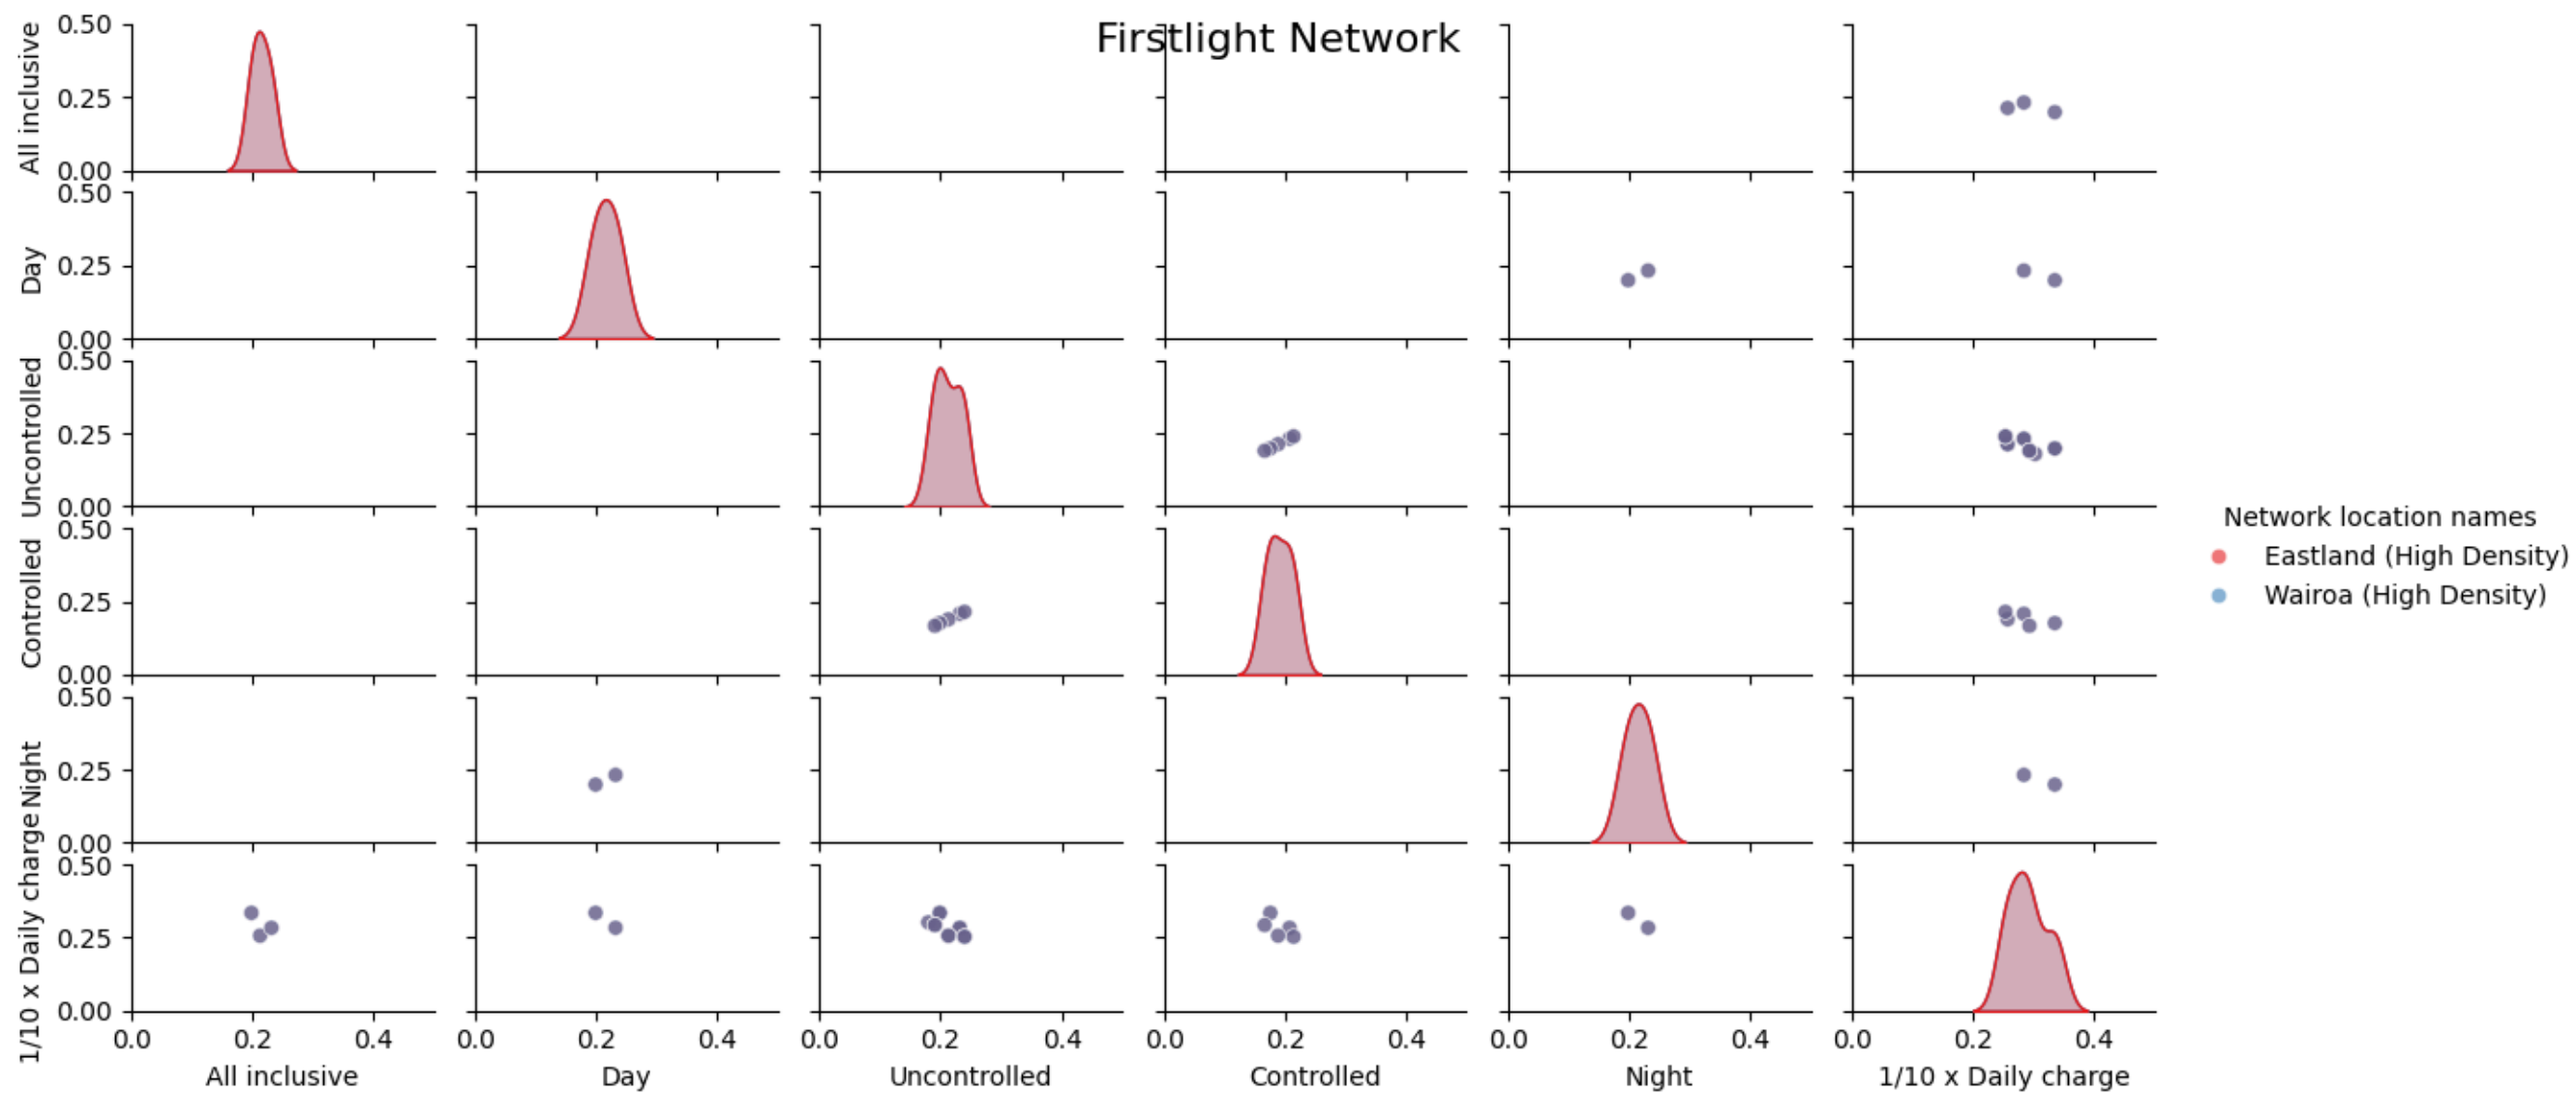 Firstlight Network
All inclusive
0.50
0.25
0.00
Day
0.50
0.25
0.00
Uncontrolled
0.50
0.25
0.00
Controlled
0.50
0.25
0.00
Night
0.50
0.25
0.00
1/10 x Daily charge
0.50
0.25
0.00
0.0 0.2 0.4
0.0 0.2 0.4
0.0 0.2 0.4
0.0 0.2 0.4
0.0 0.2 0.4
0.0 0.2 0.4
All inclusive
Day
Uncontrolled
Controlled
Night
1/10 x Daily charge
Network location names
Eastland (High Density)
Wairoa (High Density)